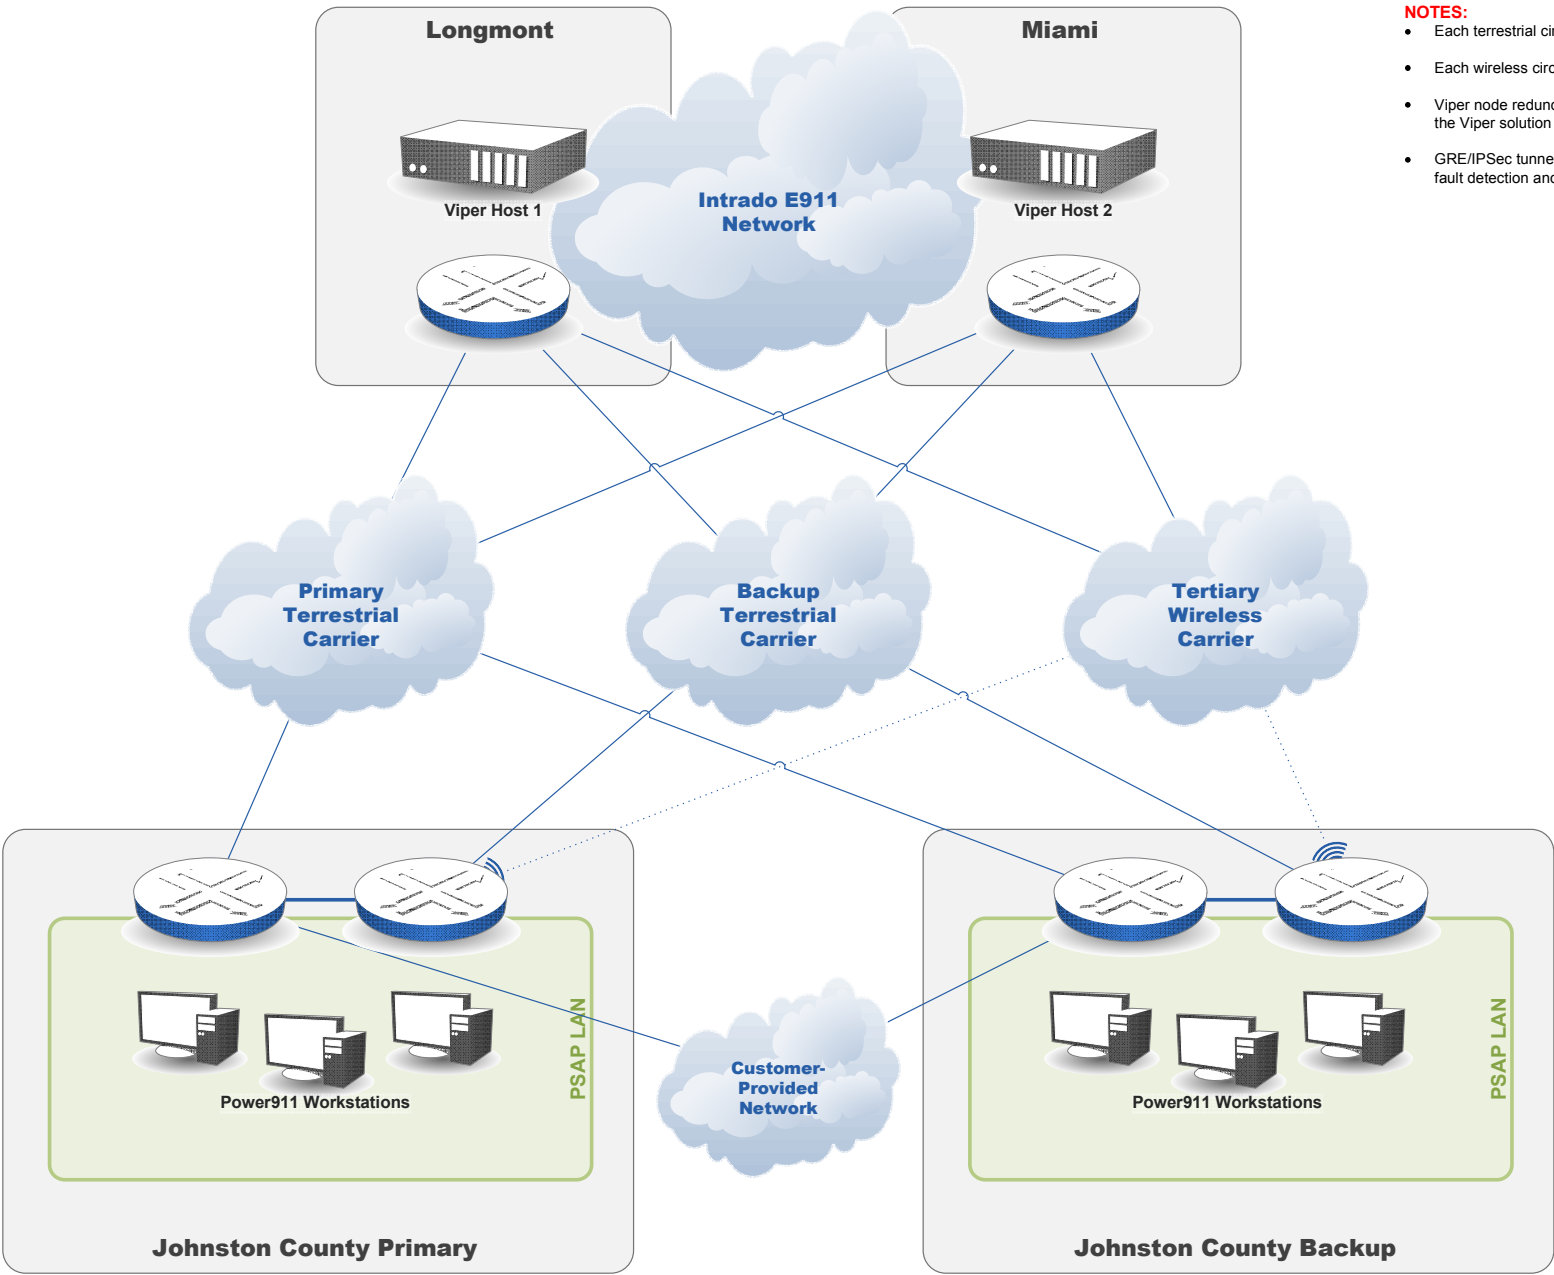 Longmont
Miami
NOTES:
Each terrestrial
Each wireless
Viper node
the Viper solution
GRE/IPSec
fault detection
Viper Host 1
Intrado E911
Network
Viper Host 2
Primary
Terrestrial
Carrier
Backup
Terrestrial
Carrier
Tertiary
Wireless
Carrier
PSAP LAN
Power911 Workstations
Customer-
Provided
Network
PSAP LAN
Power911 Workstations
Johnston County Primary
Johnston County Backup